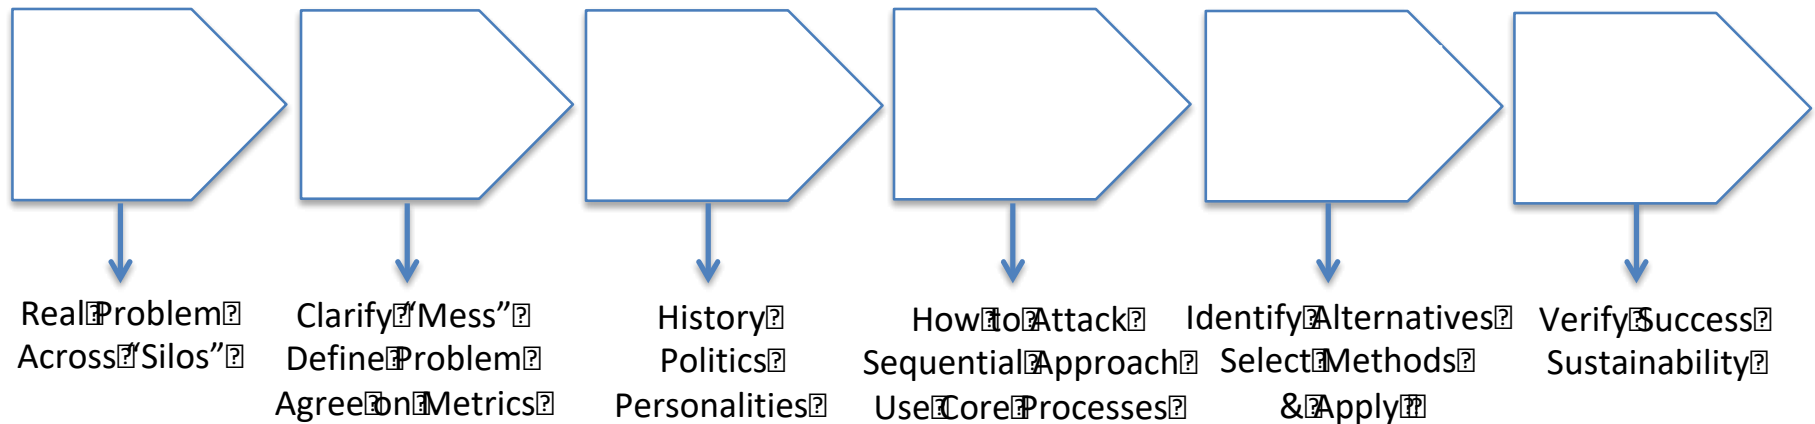 Real Problem
Across “Silos”
Clarify “Mess”
Define Problem
Agree on Metrics
History
Politics
Personalities
How to Attack
Sequential Approach
Use Core Processes
Identify Alternatives
Select Methods
& Apply
Verify Success
Sustainability